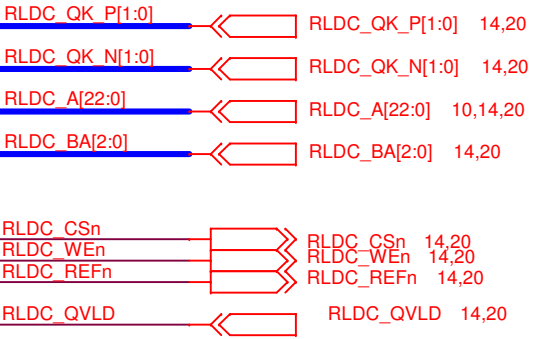 RLDC_QK_P[1:0] RLDC_QK_P[1:0] 14,20
RLDC_QK_N[1:0] RLDC_QK_N[1:0] 14,20
RLDC_A[22:0] RLDC_A[22:0] 10,14,20
RLDC_BA[2:0] RLDC_BA[2:0] 14,20
RLDC_CSn RLDC_CSn 14,20
RLDC_WEn RLDC_WEn 14,20
RLDC_REFn RLDC_REFn 14,20
RLDC_QVLD RLDC_QVLD 14,20